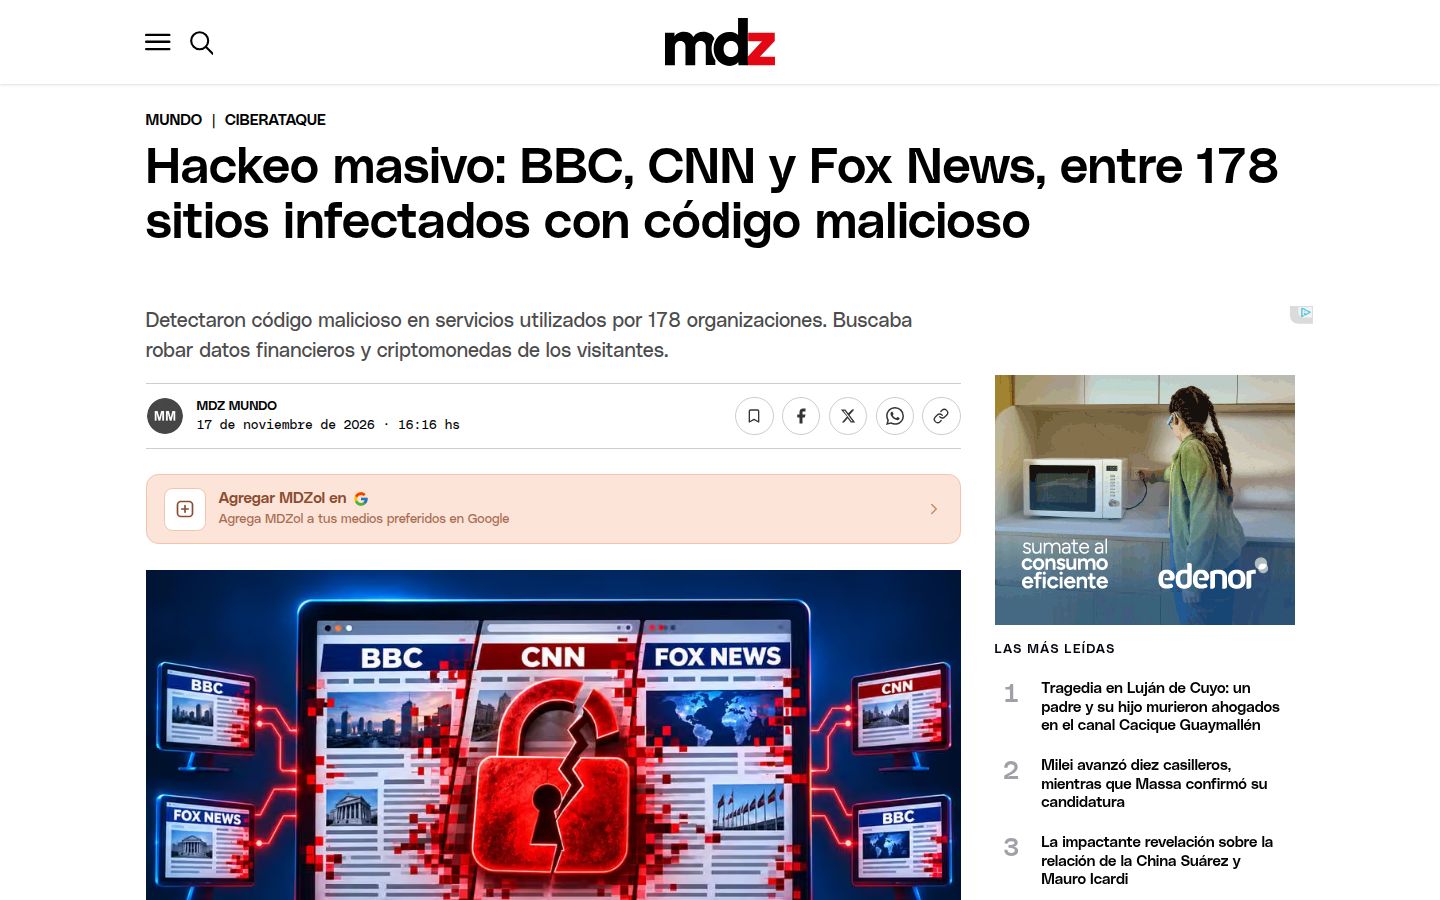 mdz
MUNDO | CIBERATAQUE
Hackeo masivo: BBC, CNN y Fox News, entre 178
sitios infectados con código malicioso
Detectaron código malicioso en servicios utilizados por 178 organizaciones. Buscaba
robar datos financieros y criptomonedas de los visitantes.
MM
MDZ MUNDO
17 de noviembre de 2026 · 16:16 hs
Agregar MDZol en
Agrega MDZol a tus medios preferidos en Google
BBC
CNN
FOX NEWS
BBC
CNN
FOX NEWS
BBC
sumate al
consumo
eficiente
edenor
LAS MÁS LEÍDAS
1
Tragedia en Luján de Cuyo: un
padre y su hijo murieron ahogados
en el canal Cacique Guaymallén
2
Milei avanzó diez casilleros,
mientras que Massa confirmó su
candidatura
3
La impactante revelación sobre la
relación de la China Suárez y
Mauro Icardi